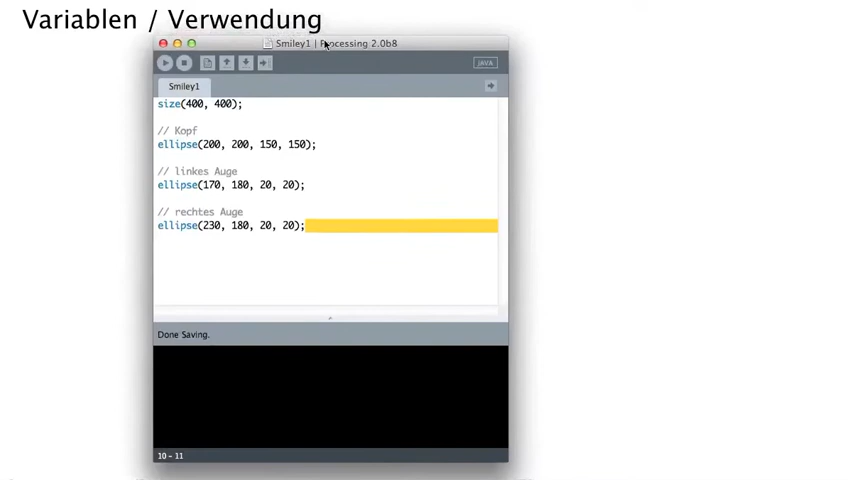 Variablen / Verwendung
Smiley1 | Processing 2.0b8
JAVA
Smiley1
size(400, 400);
// Kopf
ellipse(200, 200, 150, 150);
// linkes Auge
ellipse(170, 180, 20, 20);
// rechtes Auge
ellipse(230, 180, 20, 20);
Done Saving.
10 - 11